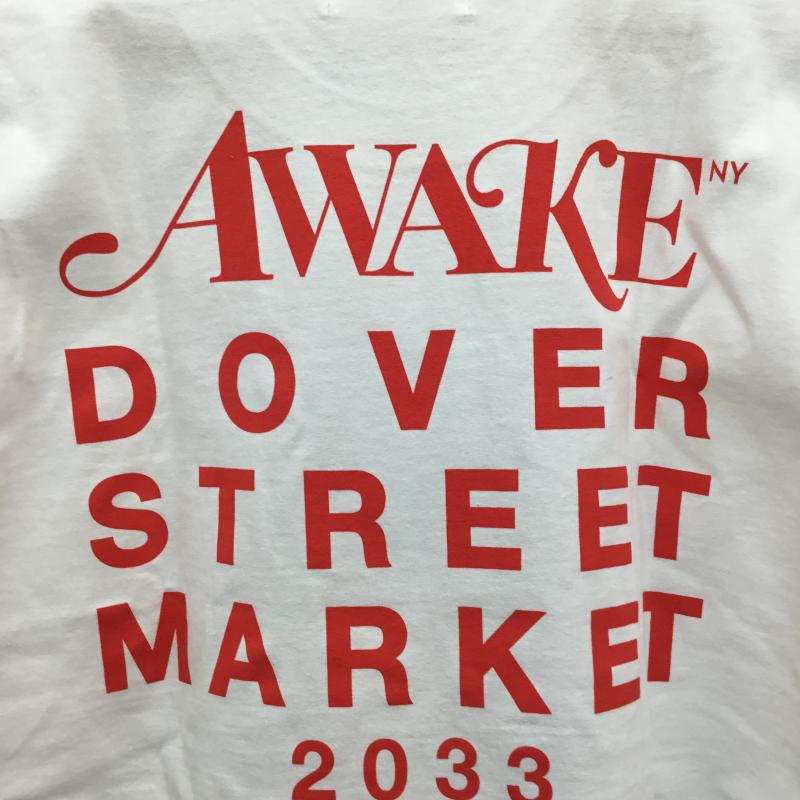 AWAKE NY
DOVER
STREET
MARKET
2033